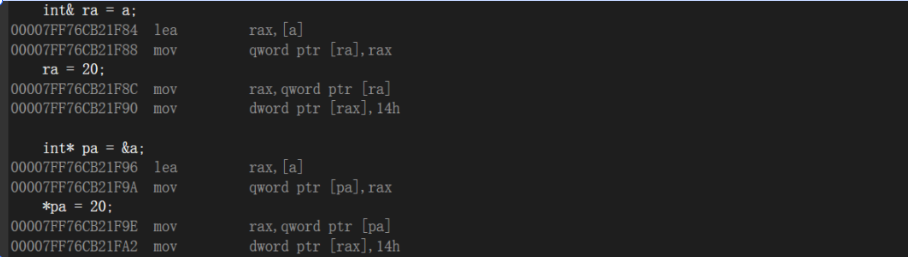 int& ra = a;
00007FF76CB21F84 lea rax,[a]
00007FF76CB21F88 mov qword ptr [ra],rax
ra = 20;
00007FF76CB21F8C mov rax,qword ptr [ra]
00007FF76CB21F90 mov dword ptr [rax],14h
int* pa = &a;
00007FF76CB21F96 lea rax,[a]
00007FF76CB21F9A mov qword ptr [pa],rax
*pa = 20;
00007FF76CB21F9E mov rax,qword ptr [pa]
00007FF76CB21FA2 mov dword ptr [rax],14h